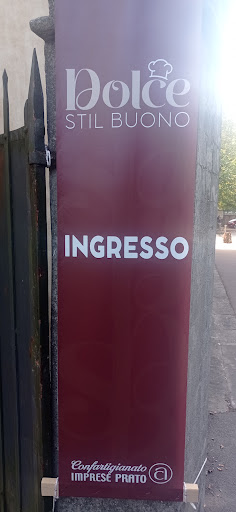 Dolce
STIL BUONO
INGRESSO
Confartigianato
IMPRESE PRATO
a